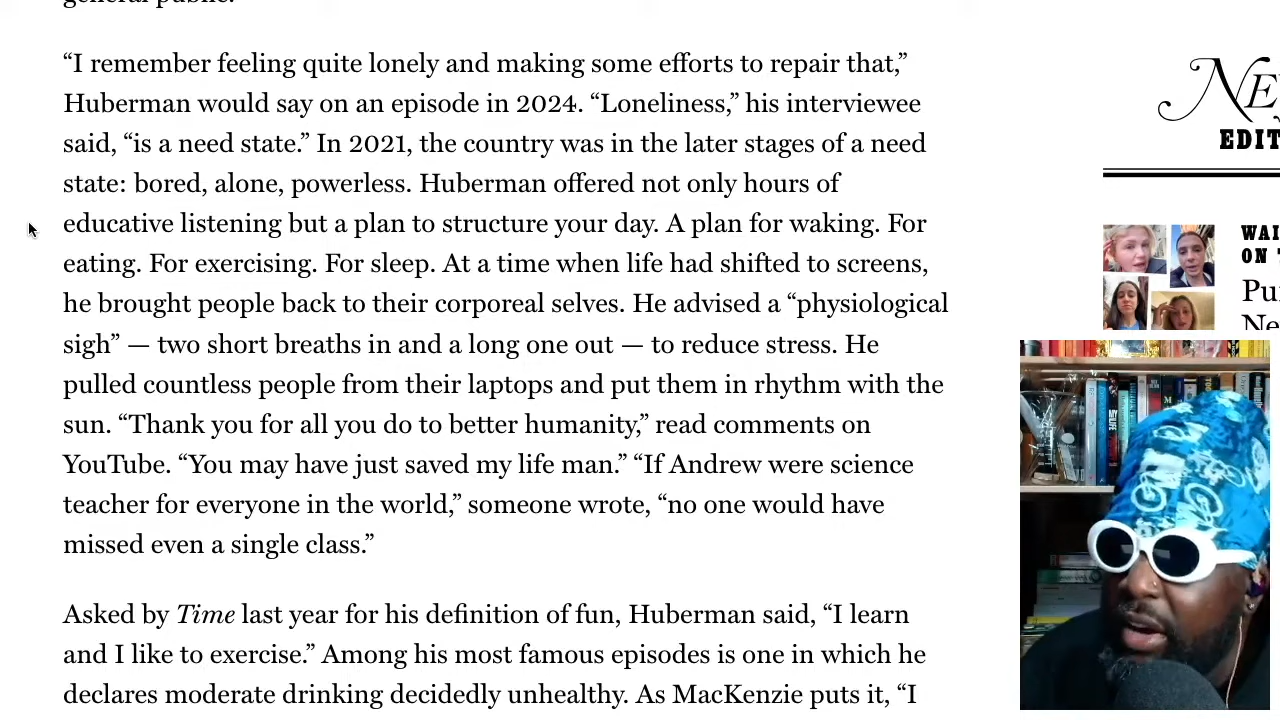 “I remember feeling quite lonely and making some efforts to repair that,”
Huberman would say on an episode in 2024. “Loneliness,” his interviewee
said, “is a need state.” In 2021, the country was in the later stages of a need
state: bored, alone, powerless. Huberman offered not only hours of
educative listening but a plan to structure your day. A plan for waking. For
eating. For exercising. For sleep. At a time when life had shifted to screens,
he brought people back to their corporeal selves. He advised a “physiological
sigh” — two short breaths in and a long one out — to reduce stress. He
pulled countless people from their laptops and put them in rhythm with the
sun. “Thank you for all you do to better humanity,” read comments on
YouTube. “You may have just saved my life man.” “If Andrew were science
teacher for everyone in the world,” someone wrote, “no one would have
missed even a single class.”
Asked by Time last year for his definition of fun, Huberman said, “I learn
and I like to exercise.” Among his most famous episodes is one in which he
declares moderate drinking decidedly unhealthy. As MacKenzie puts it, “I
ON